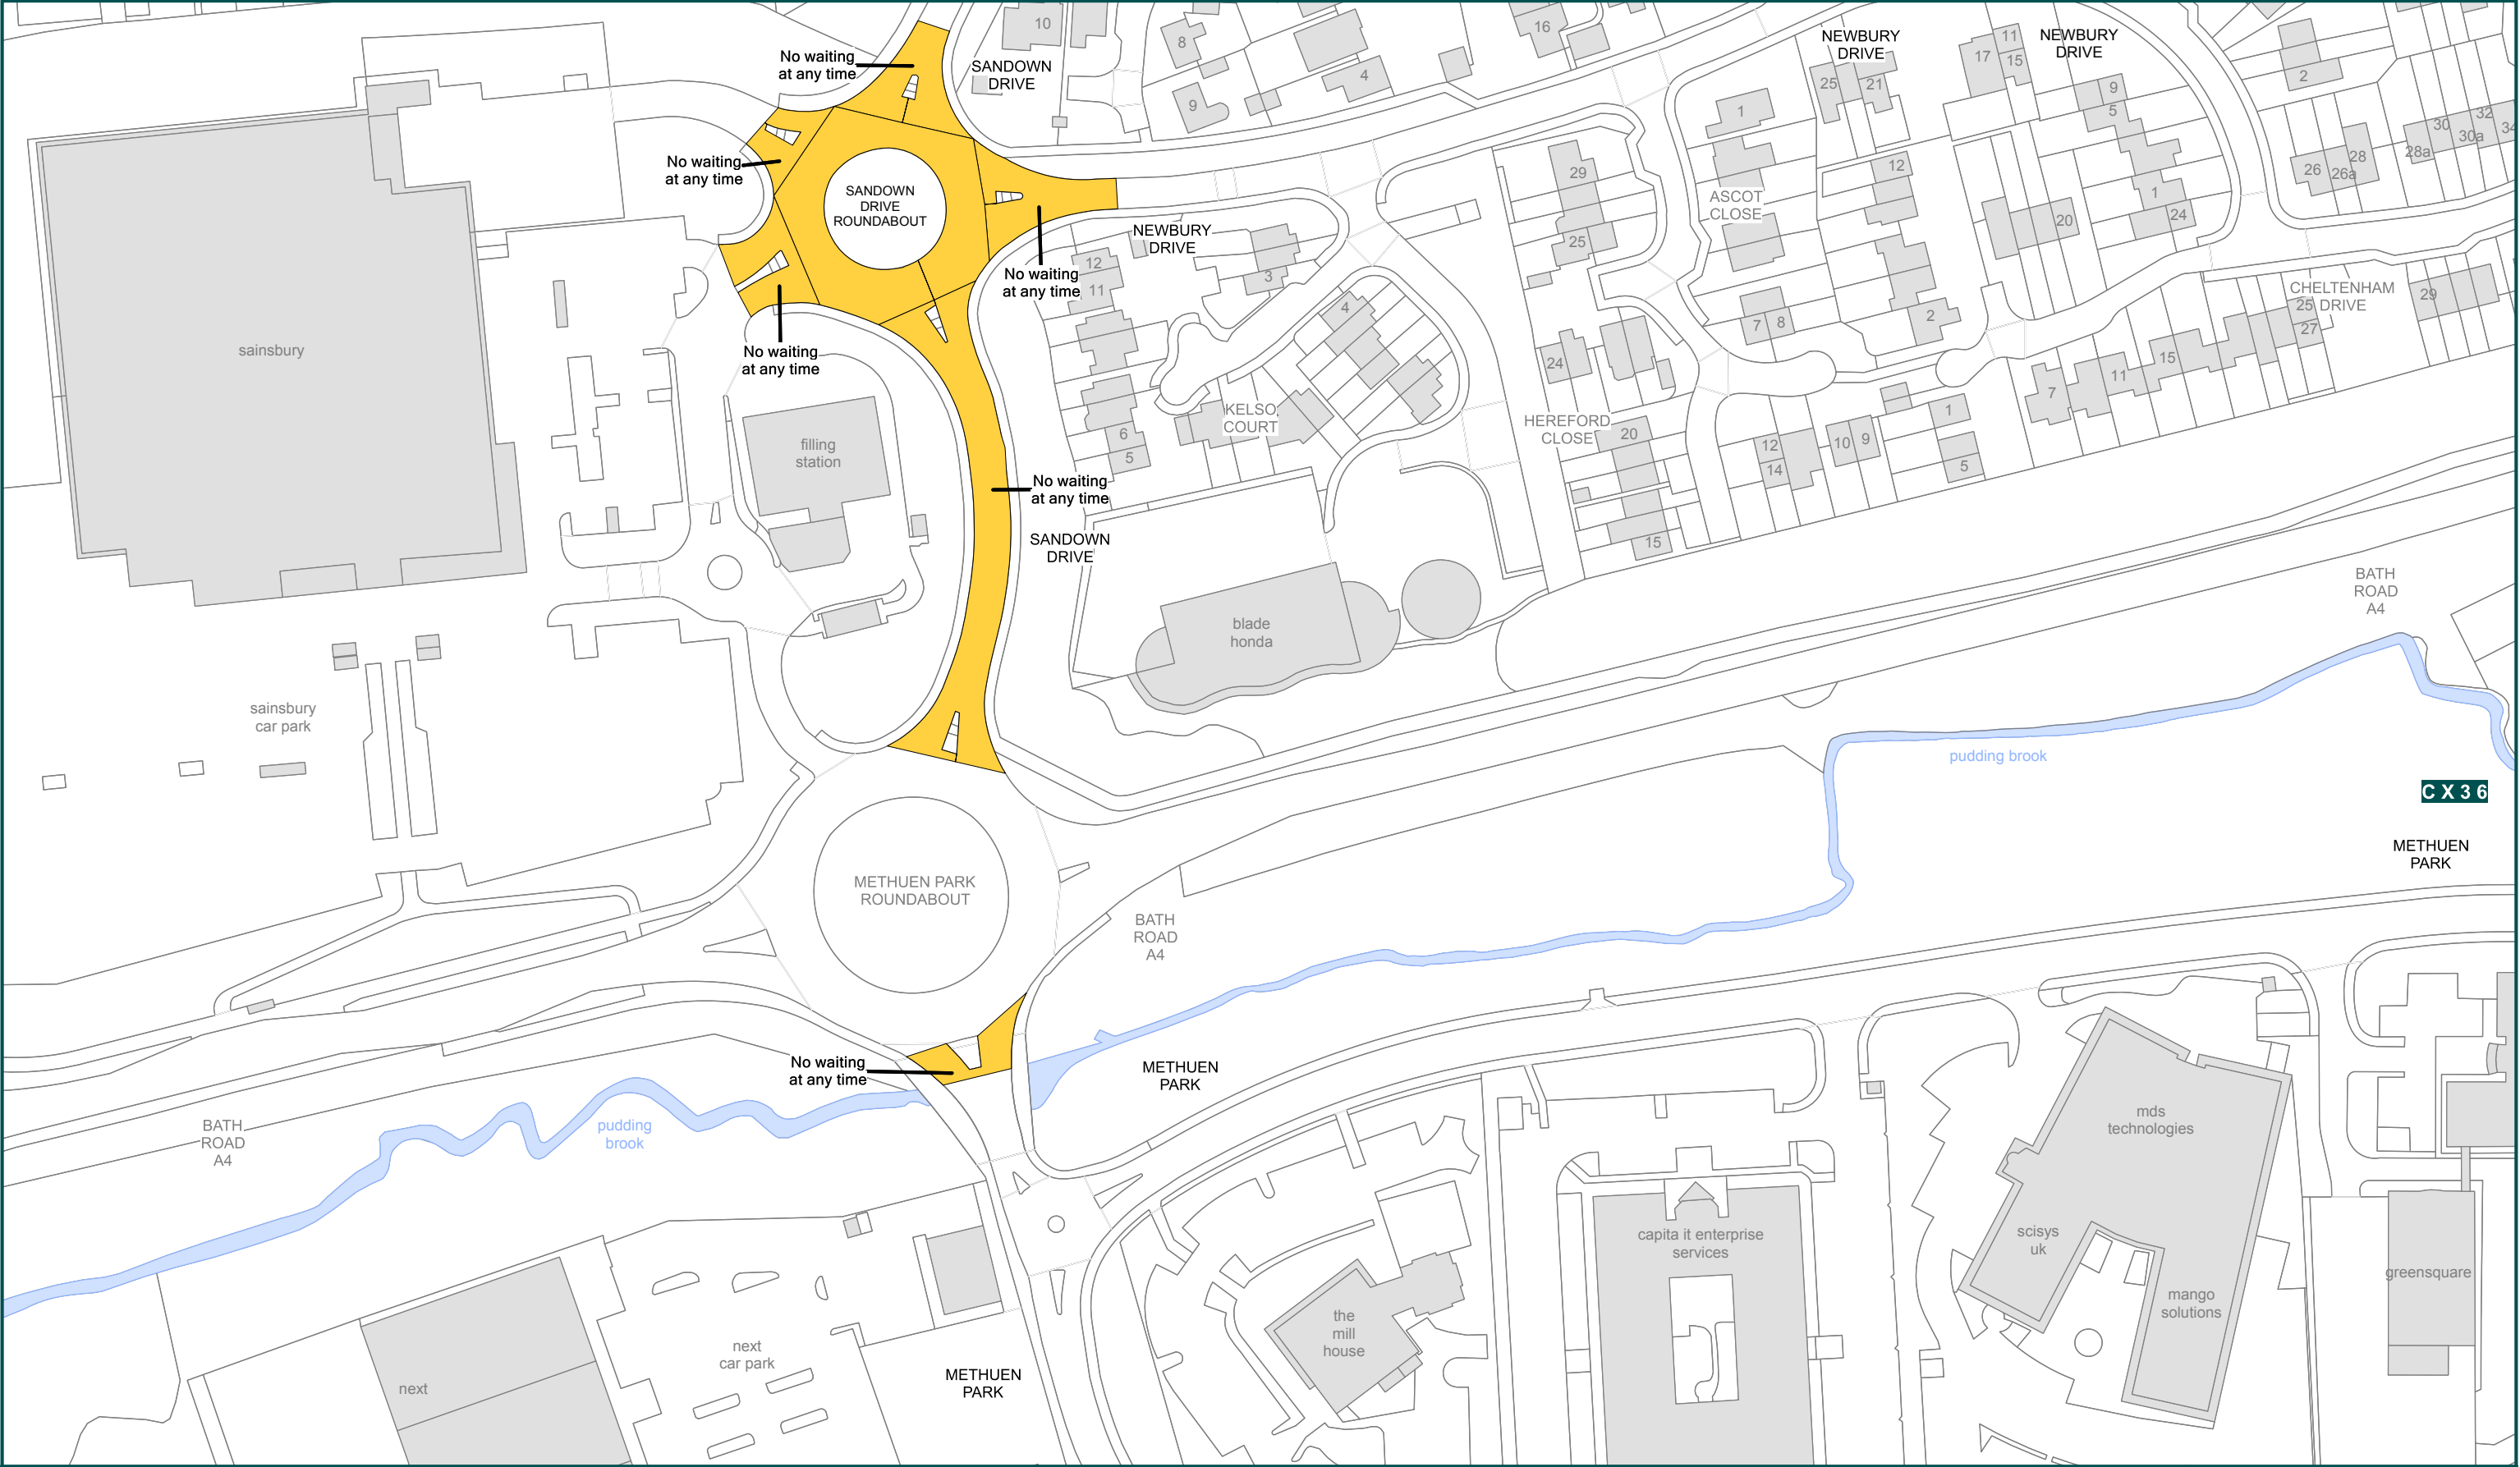 10
8
9
4
16
No waiting
at any time
SANDOWN
DRIVE
NEWBURY
DRIVE
NEWBURY
DRIVE
17
11
15
25
21
9
5
1
2
30
32
34
30a
28a
28
26
26a
No waiting
at any time
SANDOWN
DRIVE
ROUNDABOUT
29
25
ASCOT
CLOSE
12
20
1
24
NEWBURY
DRIVE
12
11
3
No waiting
at any time
4
7
8
2
CHELTENHAM
DRIVE
25
27
29
sainsbury
No waiting
at any time
24
15
11
7
KELSO
COURT
HEREFORD
CLOSE
20
6
5
filling
station
12
14
10
9
1
5
No waiting
at any time
SANDOWN
DRIVE
15
BATH
ROAD
A4
blade
honda
sainsbury
car park
pudding brook
C X 3 6
METHUEN
PARK
METHUEN PARK
ROUNDABOUT
BATH
ROAD
A4
No waiting
at any time
METHUEN
PARK
BATH
ROAD
A4
pudding
brook
mds
technologies
capita it enterprise
services
scisys
uk
greensquare
mango
solutions
the
mill
house
next
car park
next
METHUEN
PARK